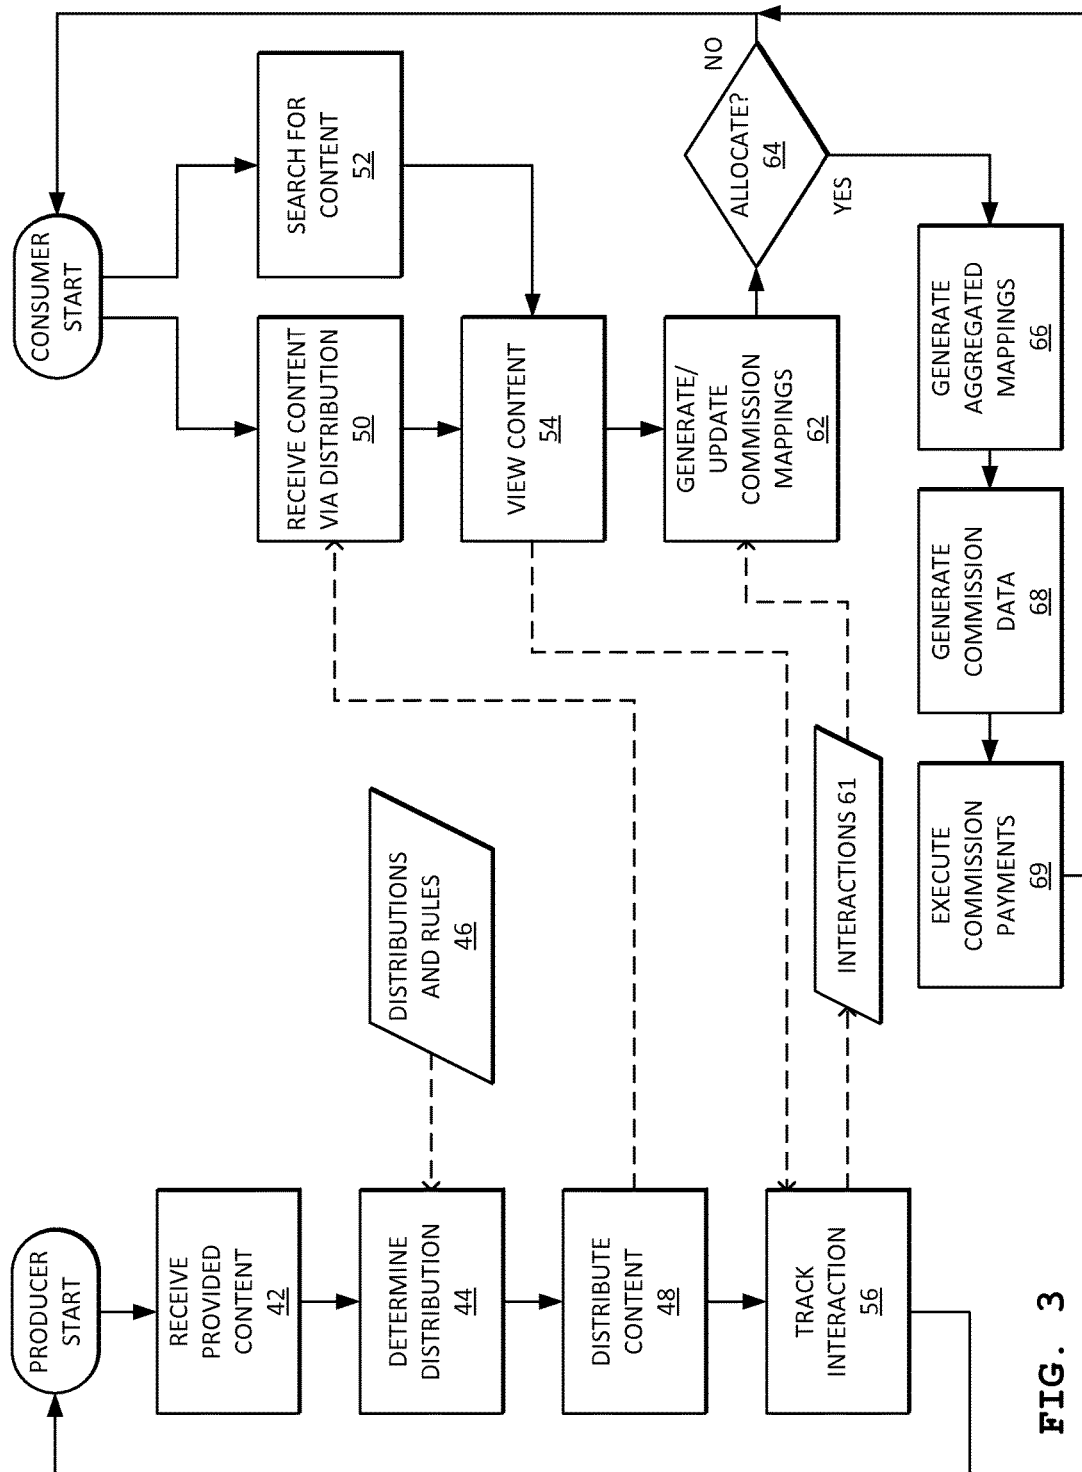 PRODUCER
START
RECEIVE
PROVIDED
CONTENT
42
DETERMINE
DISTRIBUTION
44
DISTRIBUTIONS
AND RULES
46
DISTRIBUTE
CONTENT
48
TRACK
INTERACTION
56
INTERACTIONS 61
CONSUMER
START
RECEIVE CONTENT
VIA DISTRIBUTION
50
SEARCH FOR
CONTENT
52
VIEW CONTENT
54
GENERATE/
UPDATE
COMMISSION
MAPPINGS
62
ALLOCATE?
64
NO
YES
GENERATE
AGGREGATED
MAPPINGS
66
GENERATE
COMMISSION
DATA
68
EXECUTE
COMMISSION
PAYMENTS
69
FIG. 3